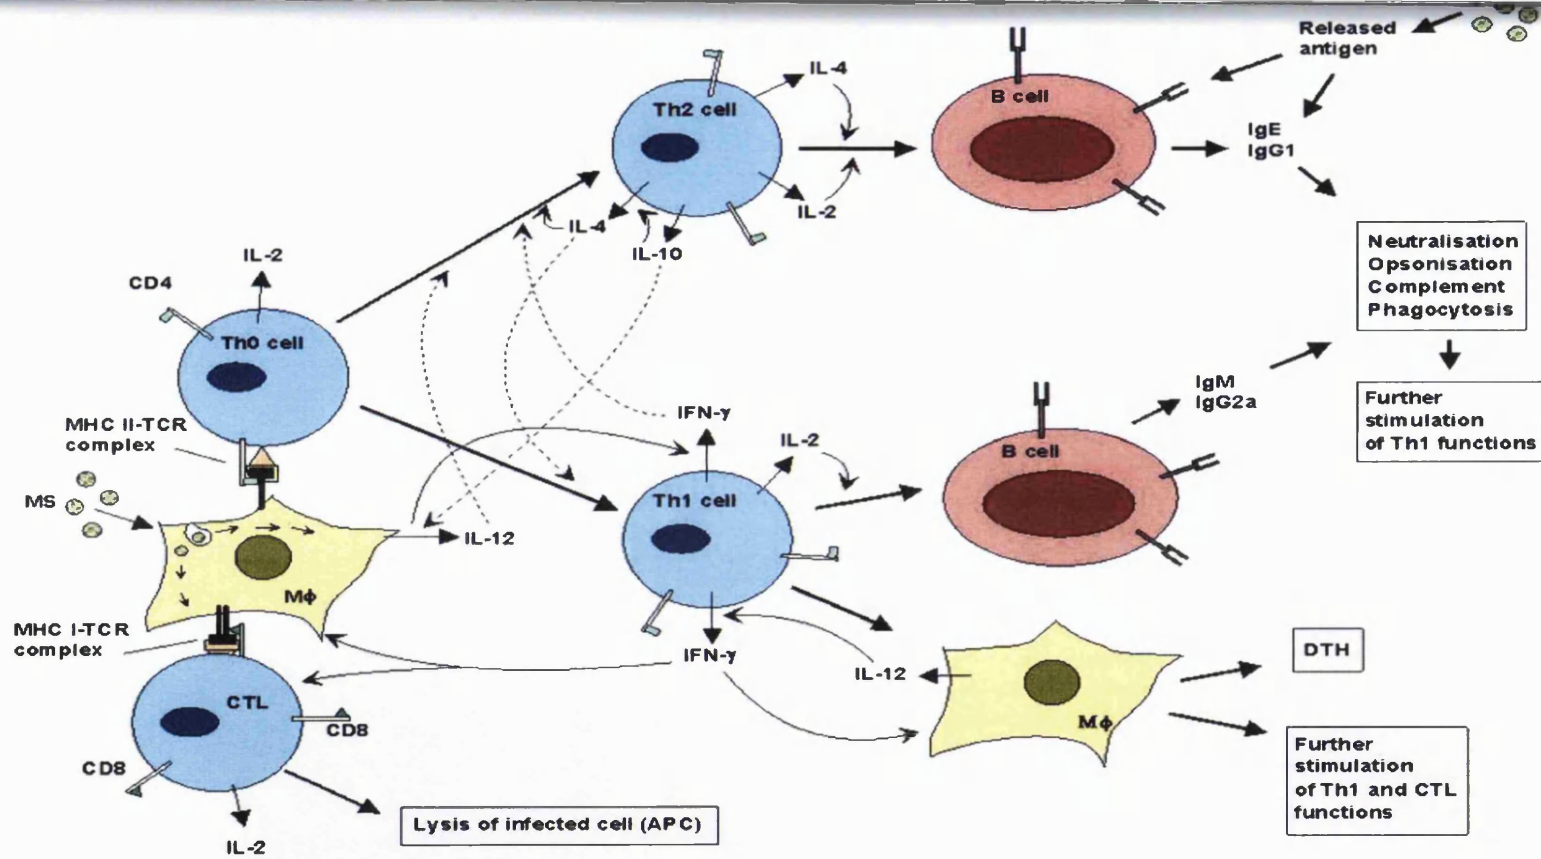 Released
antigen
IL-4
Th2 cell
B cell
IgE
IgG1
IL-2
IL-4
IL-10
Neutralisation
Opsonisation
Complement
Phagocytosis
IL-2
CD4
Th0 cell
IgM
IgG2a
Further
stimulation
of Th1 functions
MHC II-TCR
complex
IFN-γ
IL-2
B cell
MS
Th1 cell
IL-12
Mϕ
MHC I-TCR
complex
IFN-γ
IL-12
DTH
CTL
CD8
Mϕ
CD8
Further
stimulation
of Th1 and CTL
functions
Lysis of infected cell (APC)
IL-2